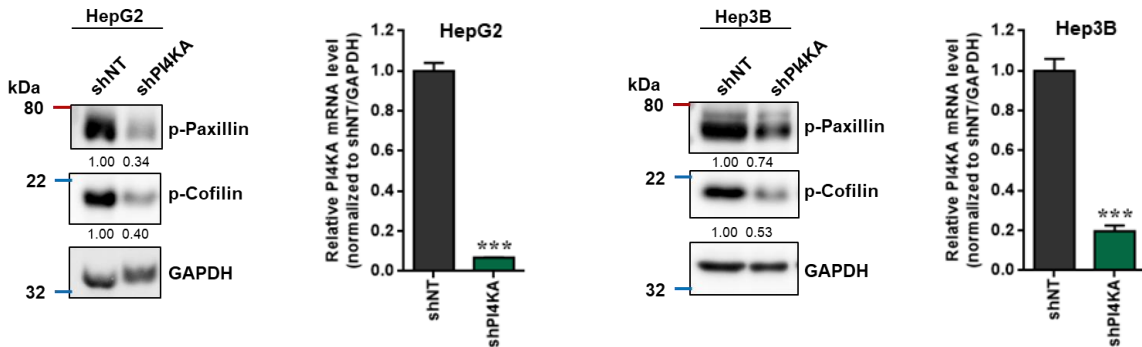 HepG2
shNT
shPI4KA
kDa
80
p-Paxillin
1.00 0.34
22
p-Cofilin
1.00 0.40
GAPDH
32
HepG2
Relative PI4KA mRNA level
(normalized to shNT/GAPDH)
1.2
1.0
0.8
0.6
0.4
0.2
0.0
***
shNT
shPI4KA
Hep3B
shNT
shPI4KA
kDa
80
p-Paxillin
1.00 0.74
22
p-Cofilin
1.00 0.53
GAPDH
32
Hep3B
Relative PI4KA mRNA level
(normalized to shNT/GAPDH)
1.2
1.0
0.8
0.6
0.4
0.2
0.0
***
shNT
shPI4KA